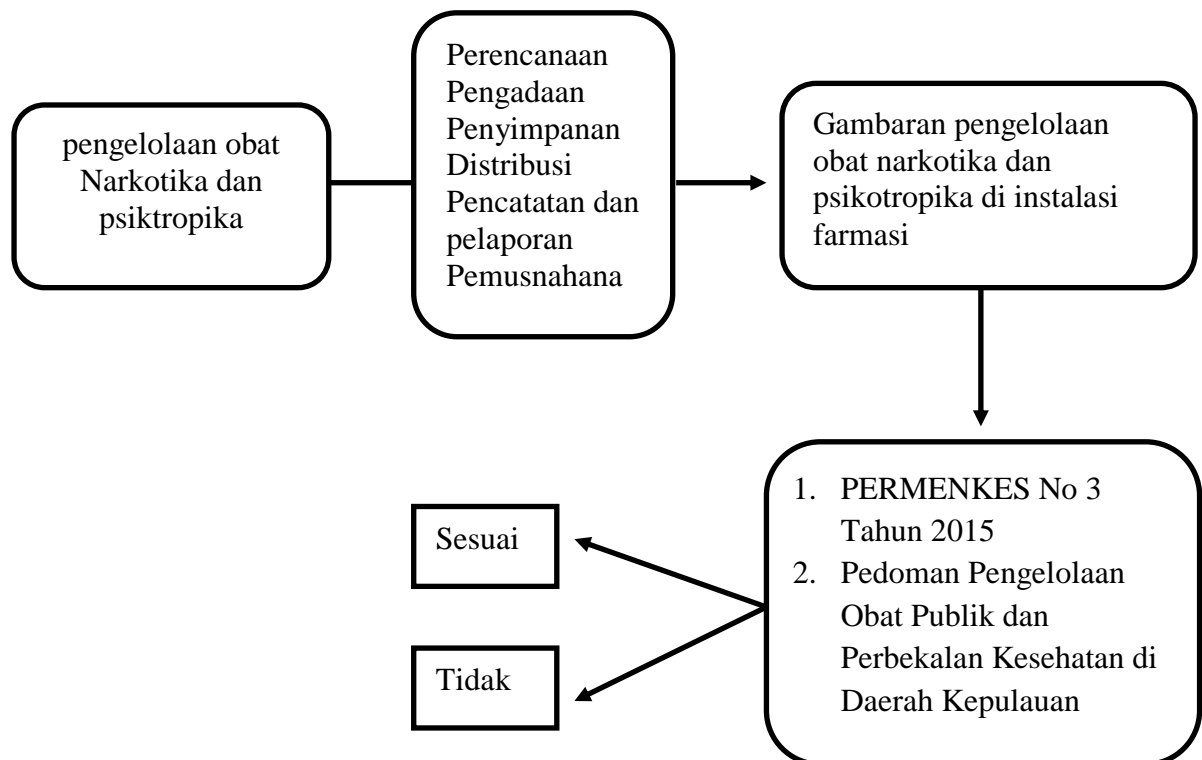 pengelolaan obat
Narkotika dan
psiktropika
Perencanaan
Pengadaan
Penyimpanan
Distribusi
Pencatatan dan
pelaporan
Pemusnahana
Gambaran pengelolaan
obat narkotika dan
psikotropika di instalasi
farmasi
1. PERMENKES No 3
Tahun 2015
2. Pedoman Pengelolaan
Obat Publik dan
Perbekalan Kesehatan di
Daerah Kepulauan
Sesuai
Tidak